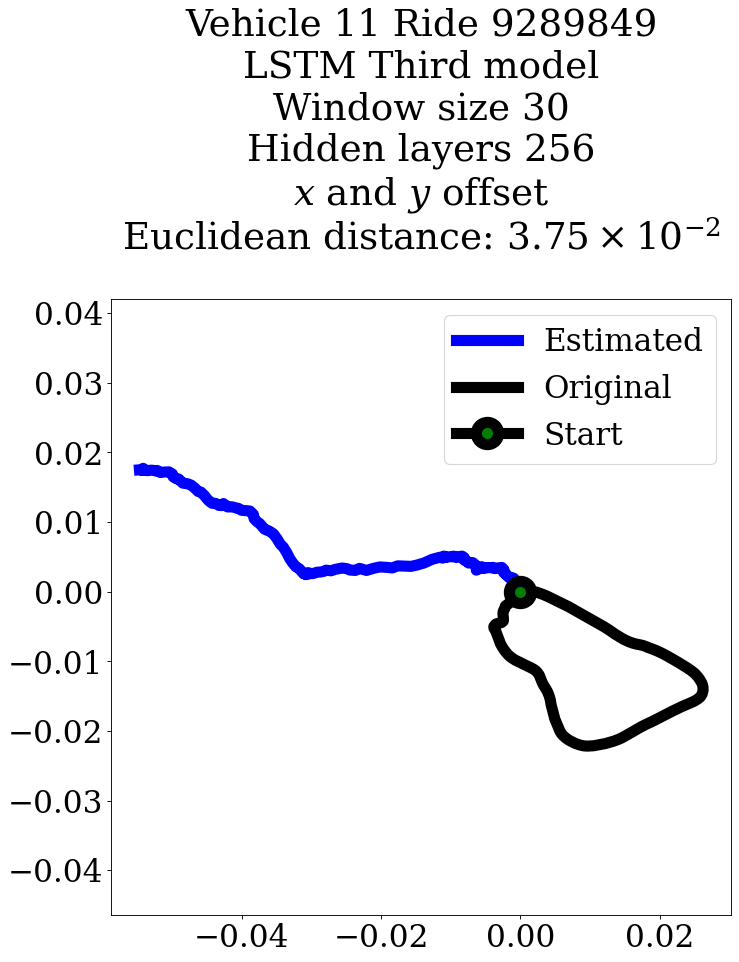 Vehicle 11 Ride 9289849
LSTM Third model
Window size 30
Hidden layers 256
x and y offset
Euclidean distance: 3.75 × 10⁻²
0.04
0.03
0.02
0.01
0.00
−0.01
−0.02
−0.03
−0.04
Estimated
Original
Start
−0.04 −0.02 0.00 0.02